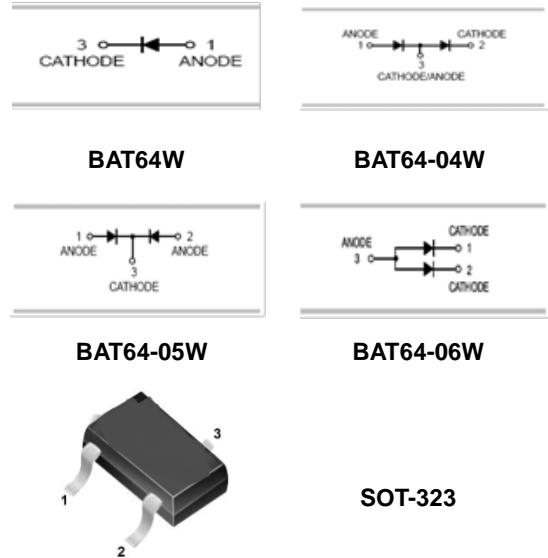 3 1
CATHODE ANODE
BAT64W
ANODE CATHODE
1 2
3
CATHODE/ANODE
BAT64-04W
1 2
ANODE ANODE
3
CATHODE
BAT64-05W
CATHODE
ANODE 1
3
2
CATHODE
BAT64-06W
3
1
2
SOT-323